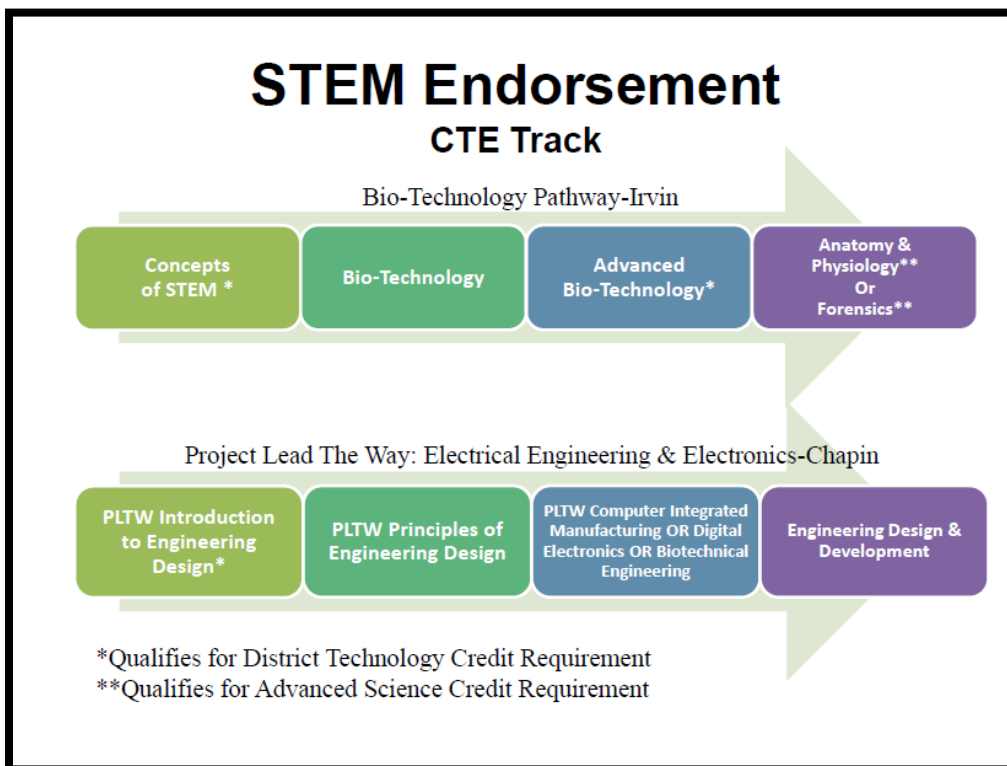 STEM Endorsement
CTE Track
Bio-Technology Pathway-Irvin
Concepts
of STEM *
Bio-Technology
Advanced
Bio-Technology*
Anatomy &
Physiology**
Or
Forensics**
Project Lead The Way: Electrical Engineering & Electronics-Chapin
PLTW Introduction
to Engineering
Design*
PLTW Principles of
Engineering Design
PLTW Computer Integrated
Manufacturing OR Digital
Electronics OR Biotechnical
Engineering
Engineering Design &
Development
*Qualifies for District Technology Credit Requirement
**Qualifies for Advanced Science Credit Requirement